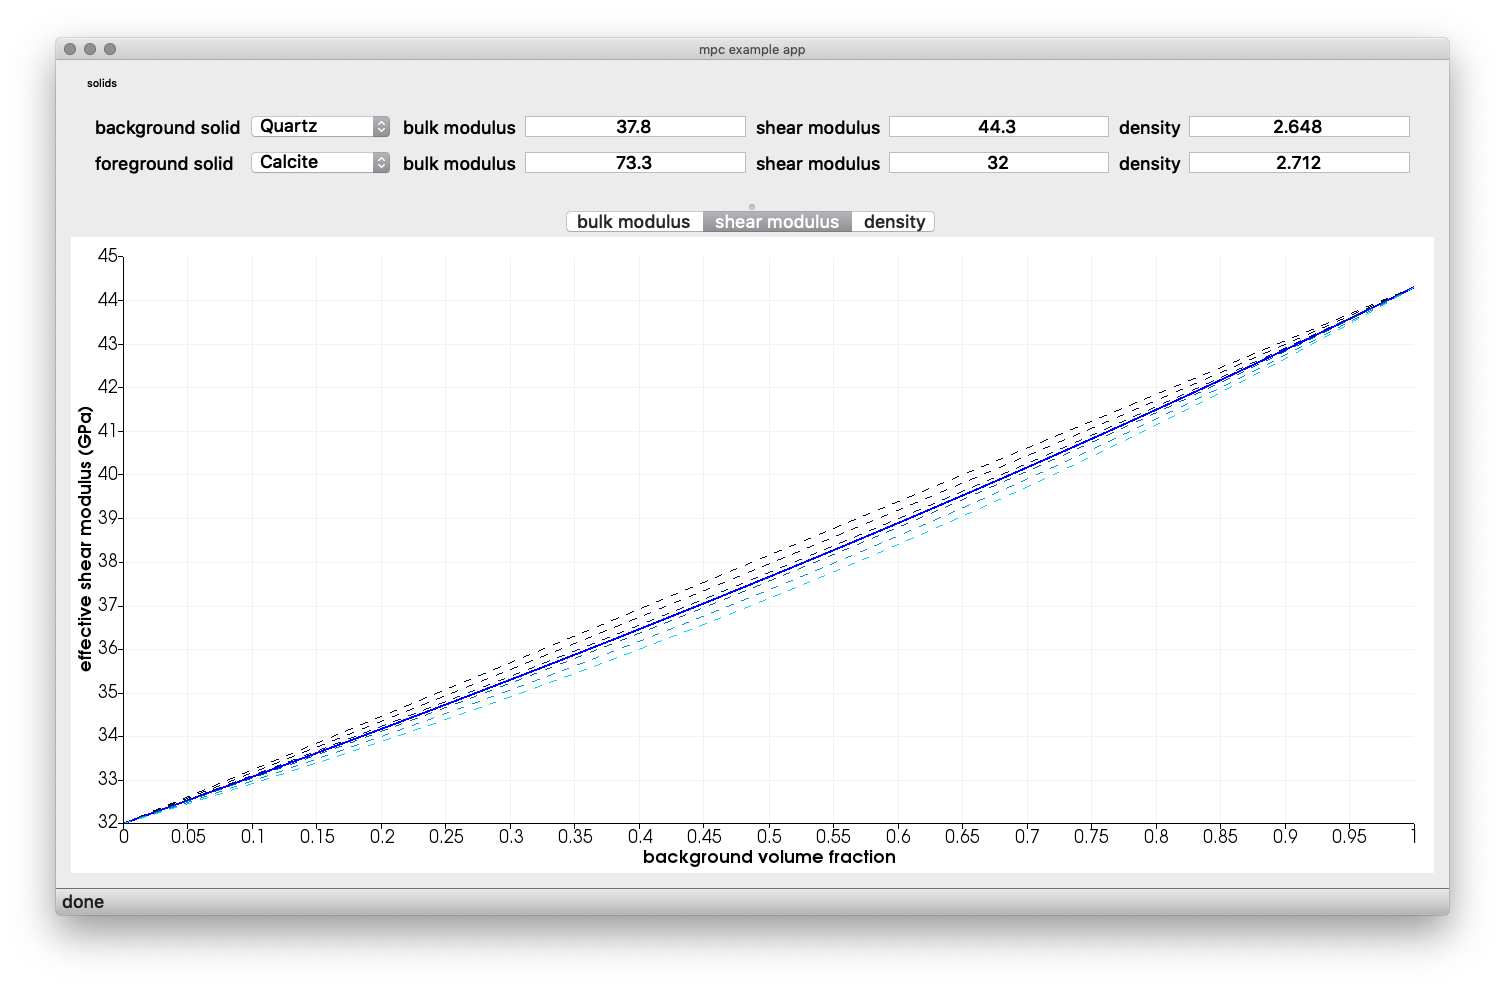 mpc example app
solids
background solid Quartz bulk modulus 37.8 shear modulus 44.3 density 2.648
foreground solid Calcite bulk modulus 73.3 shear modulus 32 density 2.712
bulk modulus shear modulus density
45
44
43
42
41
40
39
38
37
36
35
34
33
32
effective shear modulus (GPa)
0 0.05 0.1 0.15 0.2 0.25 0.3 0.35 0.4 0.45 0.5 0.55 0.6 0.65 0.7 0.75 0.8 0.85 0.9 0.95 1
background volume fraction
done